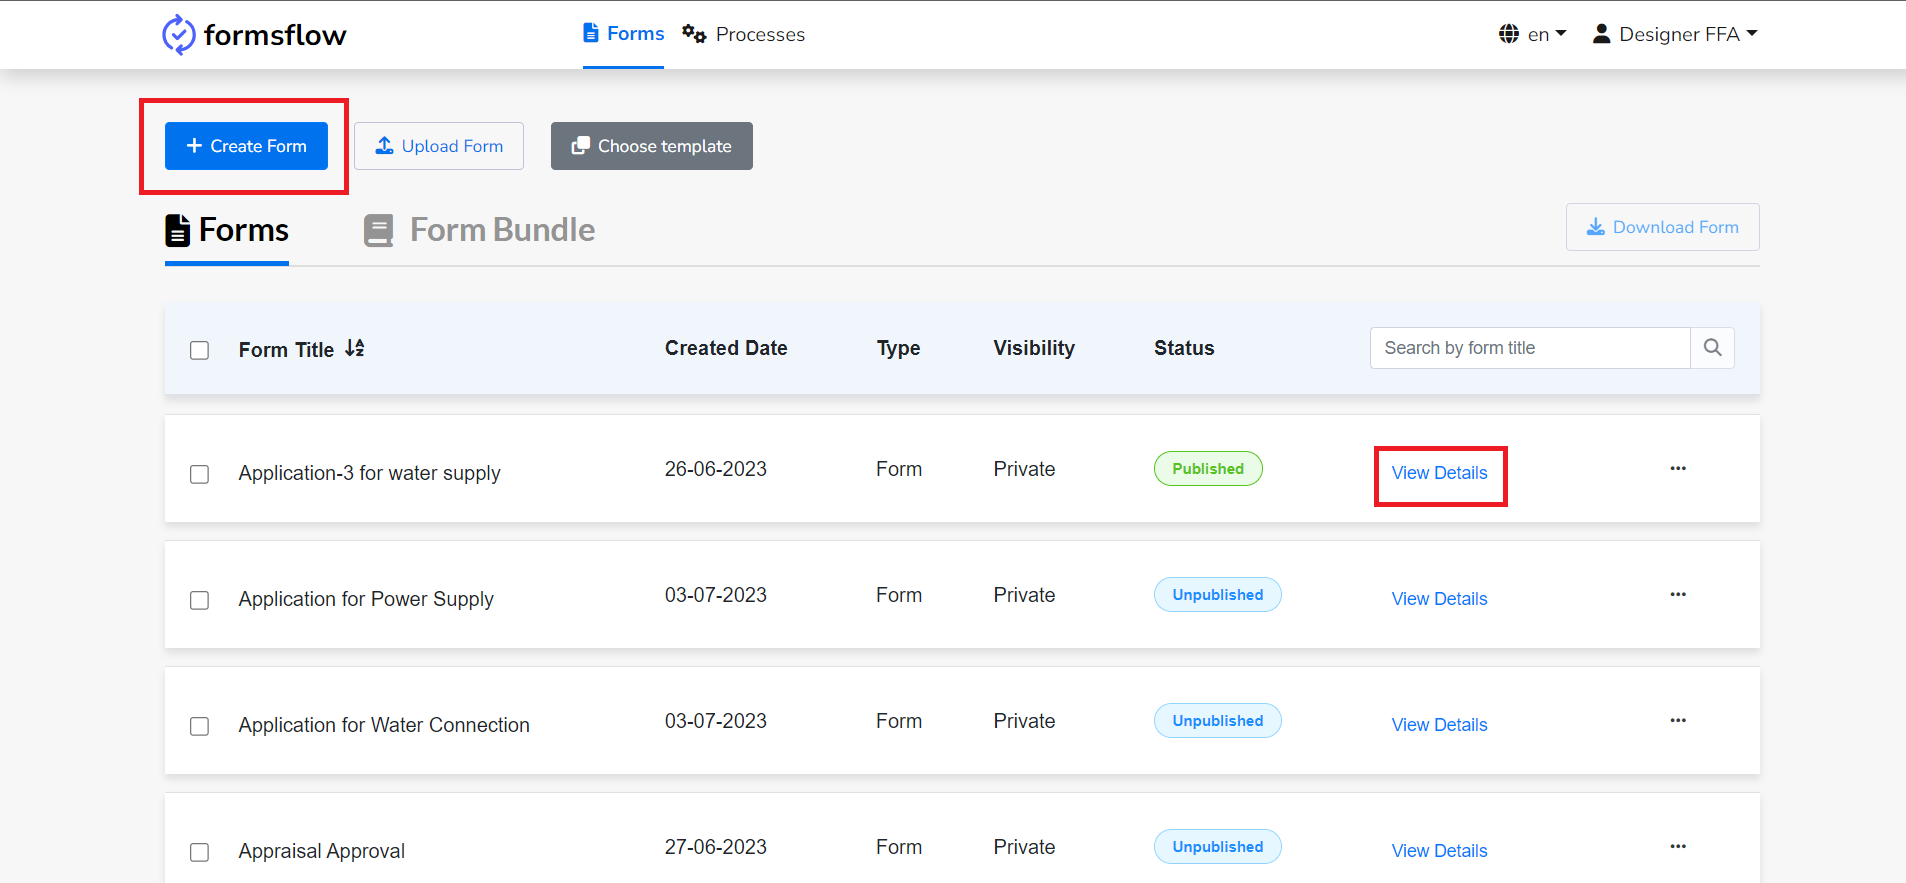 formsflow Forms Processes en Designer FFA
+ Create Form Upload Form Choose template
Forms Form Bundle Download Form
Form Title Created Date Type Visibility Status Search by form title
Application-3 for water supply 26-06-2023 Form Private Published View Details ...
Application for Power Supply 03-07-2023 Form Private Unpublished View Details ...
Application for Water Connection 03-07-2023 Form Private Unpublished View Details ...
Appraisal Approval 27-06-2023 Form Private Unpublished View Details ...